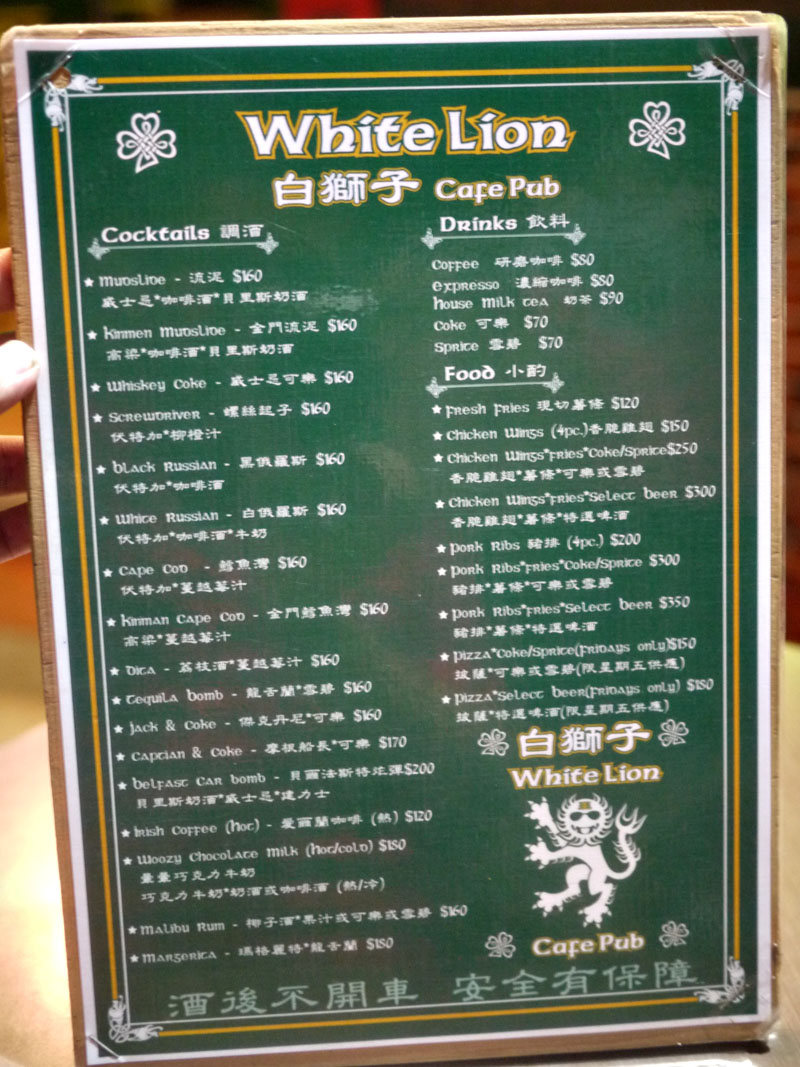 White Lion
白獅子 Cafe Pub
Cocktails 調酒
★ Mudslide - 流泥 $160
威士忌*咖啡酒*貝里斯奶酒
★ Kinmen Mudslide - 金門流泥 $160
高梁*咖啡酒*貝里斯奶酒
★ Whiskey Coke - 威士忌可樂 $160
★ Screwdriver - 螺絲起子 $160
伏特加*柳橙汁
★ Black Russian - 黑俄羅斯 $160
伏特加*咖啡酒
★ White Russian - 白俄羅斯 $160
伏特加*咖啡酒*牛奶
★ Cape Cod - 鱈魚灣 $160
伏特加*蔓越莓汁
★ Kinman Cape Cod - 金門鱈魚灣 $160
高梁*蔓越莓汁
★ Dita - 荔枝酒*蔓越莓汁 $160
★ Tequila Bomb - 龍舌蘭*雪碧 $160
★ Jack & Coke - 傑克丹尼*可樂 $160
★ Captian & Coke - 摩根船長*可樂 $170
★ Belfast Car Bomb - 貝爾法斯特炸彈$200
貝里斯奶酒*威士忌*健力士
★ Irish Coffee (Hot) - 愛爾蘭咖啡 (熱) $120
★ Woozy Chocolate Milk (Hot/Cold) $180
暈暈巧克力牛奶
巧克力牛奶*奶酒或咖啡酒 (熱/冷)
★ Malibu Rum - 椰子酒*果汁或可樂或雪碧 $160
★ Margorita - 瑪格麗特*龍舌蘭 $180
Drinks 飲料
Coffee 研磨咖啡 $80
Expresso 濃縮咖啡 $80
House Milk Tea 奶茶 $90
Coke 可樂 $70
Sprite 雪碧 $70
Food 小酌
★ Fresh Fries 現切薯條 $120
★ Chicken Wings (4pc.)香脆雞翅 $150
★ Chicken Wings*Fries*Coke/Sprite$250
香脆雞翅*薯條*可樂或雪碧
★ Chicken Wings*Fries*Select Beer $300
香脆雞翅*薯條*特選啤酒
★ Pork Ribs 豬排 (4pc.) $200
★ Pork Ribs*Fries*Coke/Sprite $300
豬排*薯條*可樂或雪碧
★ Pork Ribs*Fries*Select Beer $350
豬排*薯條*特選啤酒
★ Pizza*Coke/Sprite(Fridays Only)$150
披薩*可樂或雪碧(限星期五供應)
★ Pizza*Select Beer(Fridays Only) $180
披薩*特選啤酒(限星期五供應)
白獅子
White Lion
Cafe Pub
酒後不開車 安全有保障